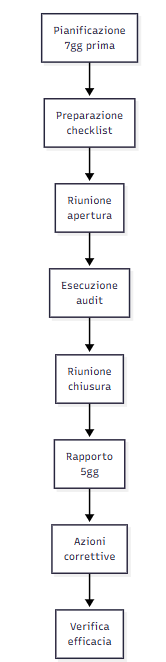 Pianificazione
7gg prima
Preparazione
checklist
Riunione
apertura
Esecuzione
audit
Riunione
chiusura
Rapporto
5gg
Azioni
correttive
Verifica
efficacia